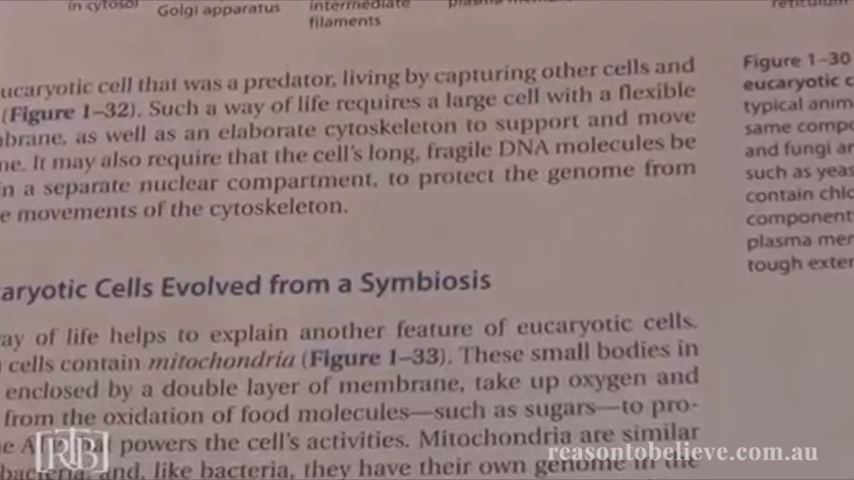 in cytosol
Golgi apparatus
intermediate
filaments
reticulum
ucaryotic cell that was a predator, living by capturing other cells and
(Figure 1–32). Such a way of life requires a large cell with a flexible
brane, as well as an elaborate cytoskeleton to support and move
ne. It may also require that the cell's long, fragile DNA molecules be
in a separate nuclear compartment, to protect the genome from
e movements of the cytoskeleton.
aryotic Cells Evolved from a Symbiosis
ay of life helps to explain another feature of eucaryotic cells.
cells contain mitochondria (Figure 1–33). These small bodies in
enclosed by a double layer of membrane, take up oxygen and
from the oxidation of food molecules—such as sugars—to pro-
powers the cell's activities. Mitochondria are similar
bacteria, and, like bacteria, they have their own genome in the
Figure 1–30
eucaryotic c
typical anim
same compo
and fungi ar
such as yeas
contain chlo
component
plasma mer
tough exter
RTB
reasontobelieve.com.au